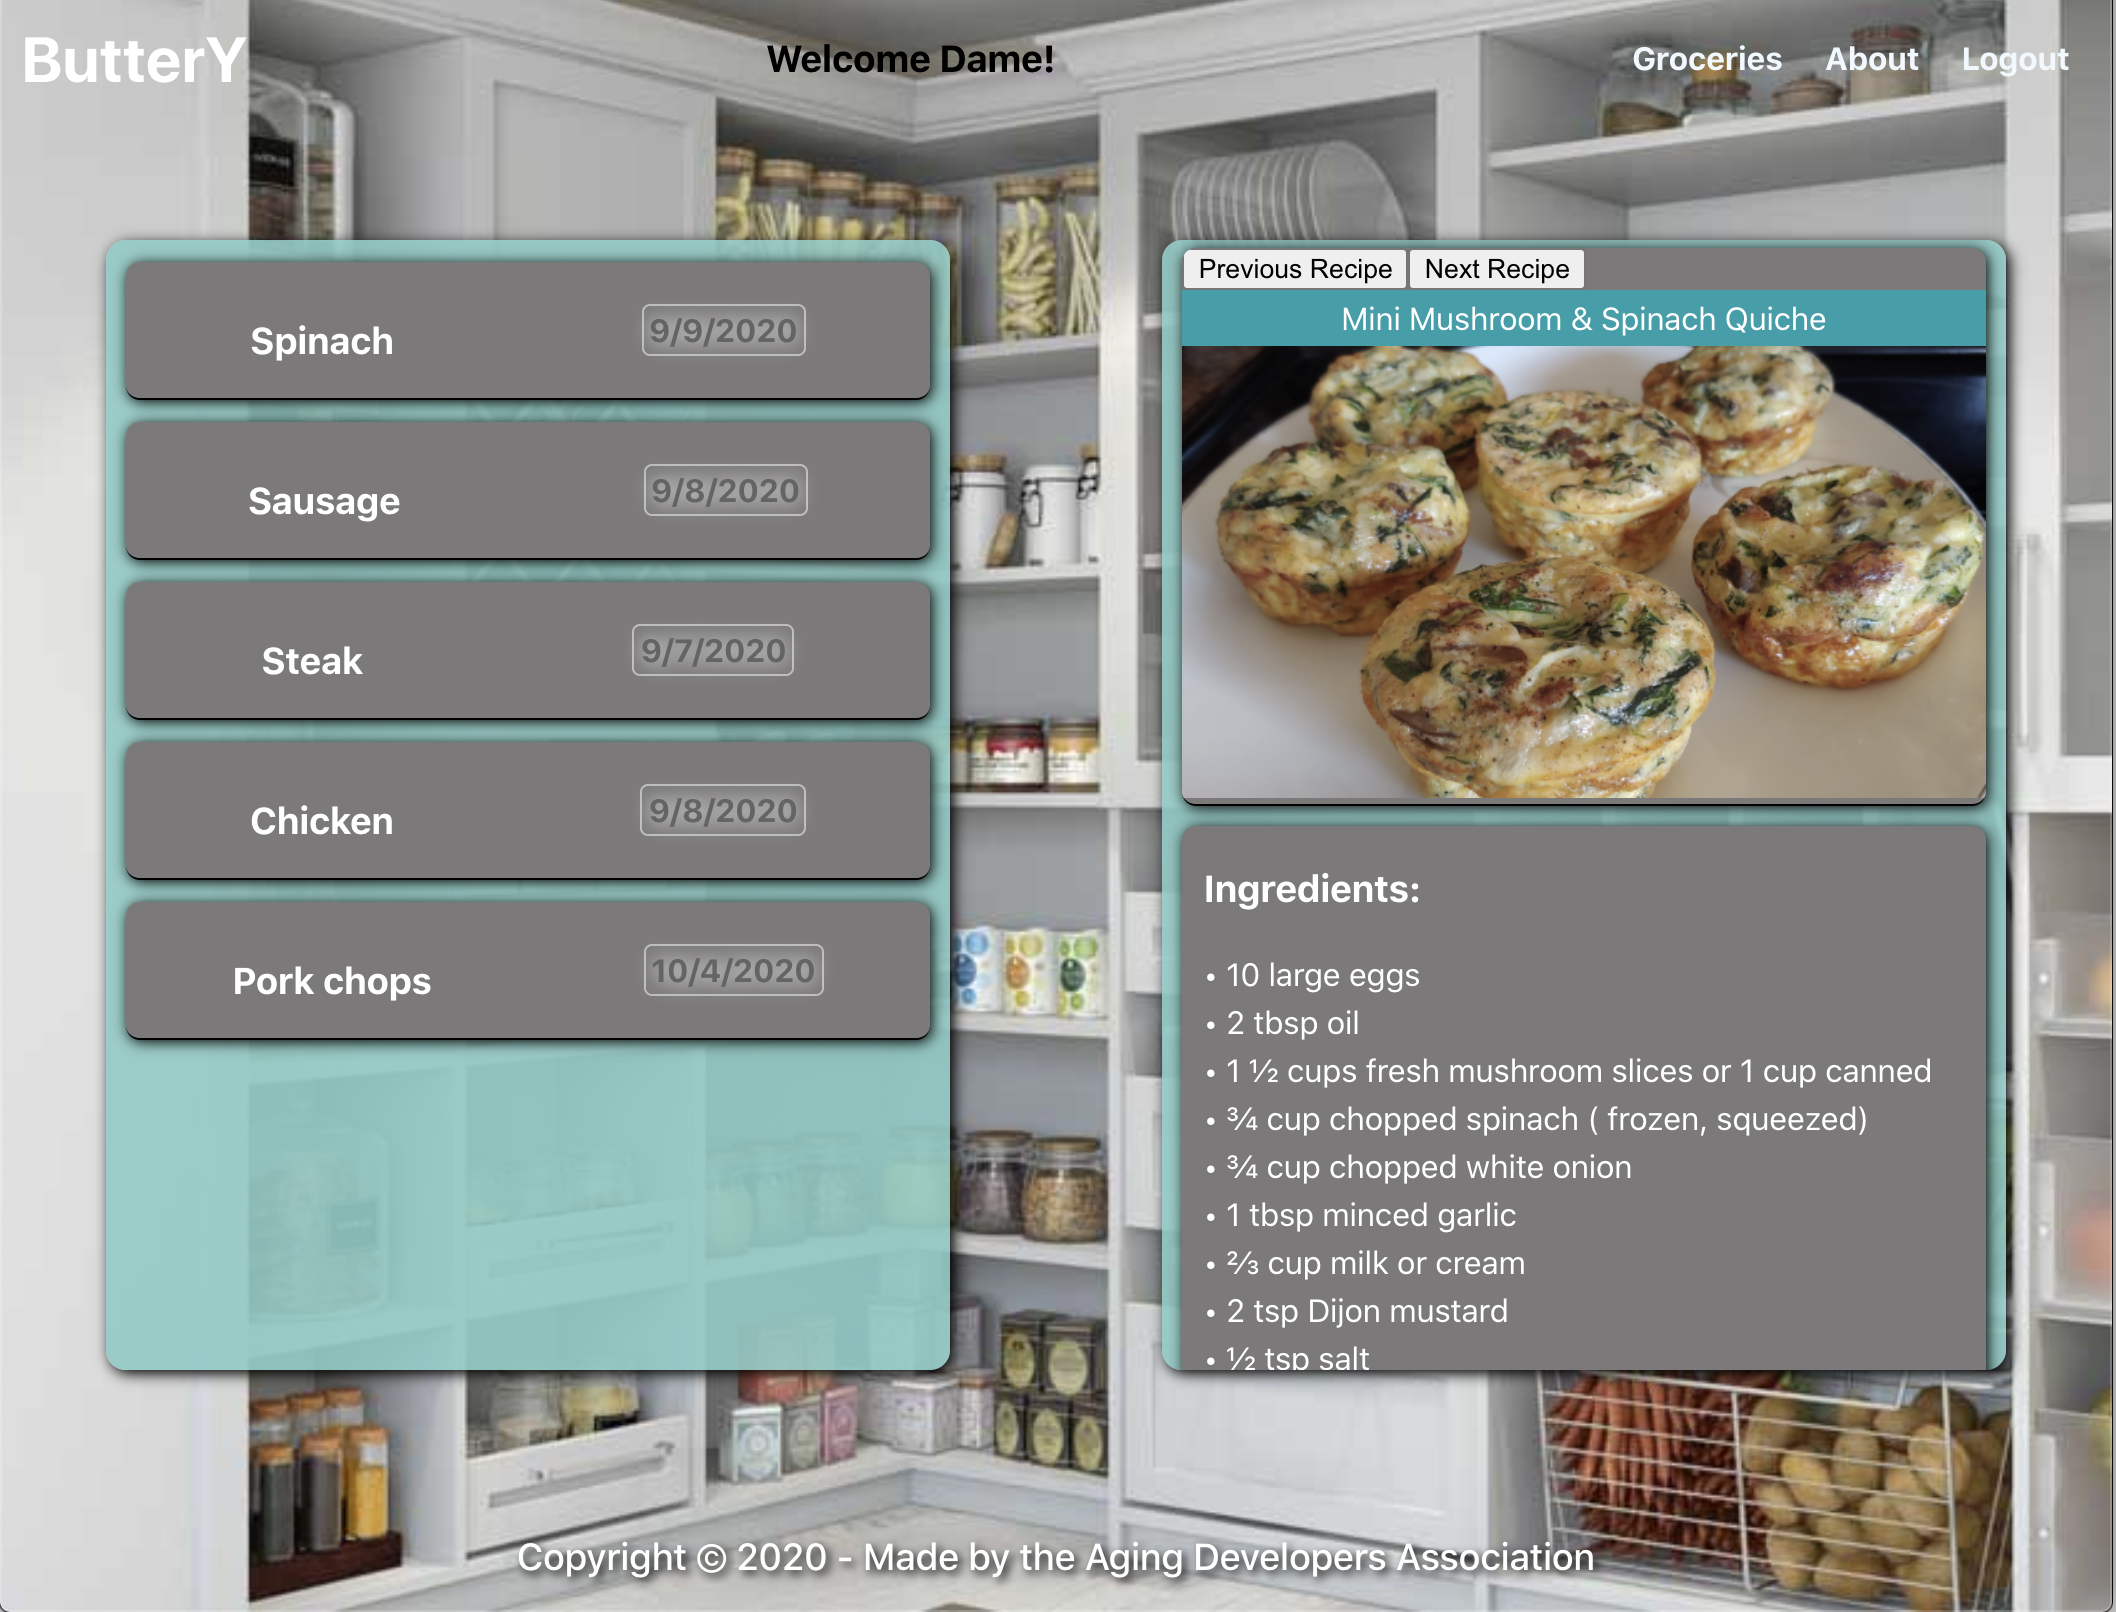 ButterY
Welcome Dame!
Groceries About Logout
Spinach 9/9/2020
Sausage 9/8/2020
Steak 9/7/2020
Chicken 9/8/2020
Pork chops 10/4/2020
Previous Recipe Next Recipe
Mini Mushroom & Spinach Quiche
Ingredients:
• 10 large eggs
• 2 tbsp oil
• 1 ½ cups fresh mushroom slices or 1 cup canned
• ¾ cup chopped spinach ( frozen, squeezed)
• ¾ cup chopped white onion
• 1 tbsp minced garlic
• ⅔ cup milk or cream
• 2 tsp Dijon mustard
• ½ tsp salt
Copyright © 2020 - Made by the Aging Developers Association